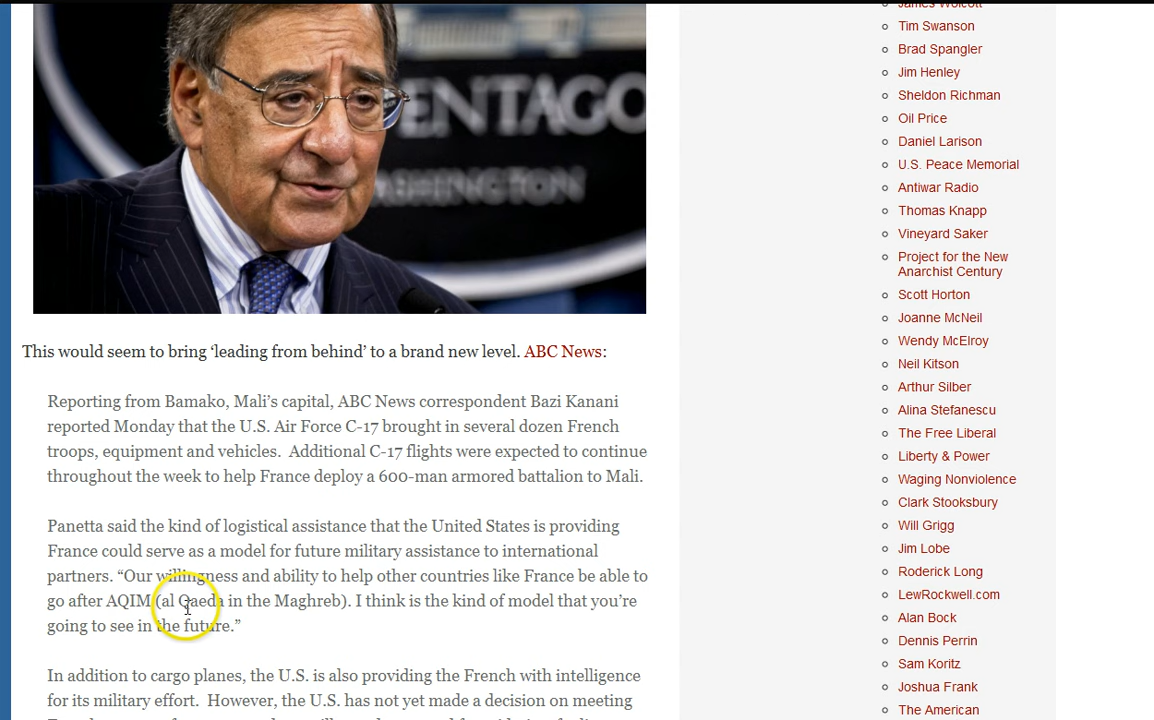 ENTAGO
WASHINGTON
This would seem to bring ‘leading from behind’ to a brand new level. ABC News:
Reporting from Bamako, Mali’s capital, ABC News correspondent Bazi Kanani
reported Monday that the U.S. Air Force C-17 brought in several dozen French
troops, equipment and vehicles.  Additional C-17 flights were expected to continue
throughout the week to help France deploy a 600-man armored battalion to Mali.
Panetta said the kind of logistical assistance that the United States is providing
France could serve as a model for future military assistance to international
partners. “Our willingness and ability to help other countries like France be able to
go after AQIM (al Qaeda in the Maghreb). I think is the kind of model that you’re
going to see in the future.”
In addition to cargo planes, the U.S. is also providing the French with intelligence
for its military effort.  However, the U.S. has not yet made a decision on meeting
James Wolcott
Tim Swanson
Brad Spangler
Jim Henley
Sheldon Richman
Oil Price
Daniel Larison
U.S. Peace Memorial
Antiwar Radio
Thomas Knapp
Vineyard Saker
Project for the New
Anarchist Century
Scott Horton
Joanne McNeil
Wendy McElroy
Neil Kitson
Arthur Silber
Alina Stefanescu
The Free Liberal
Liberty & Power
Waging Nonviolence
Clark Stooksbury
Will Grigg
Jim Lobe
Roderick Long
LewRockwell.com
Alan Bock
Dennis Perrin
Sam Koritz
Joshua Frank
The American